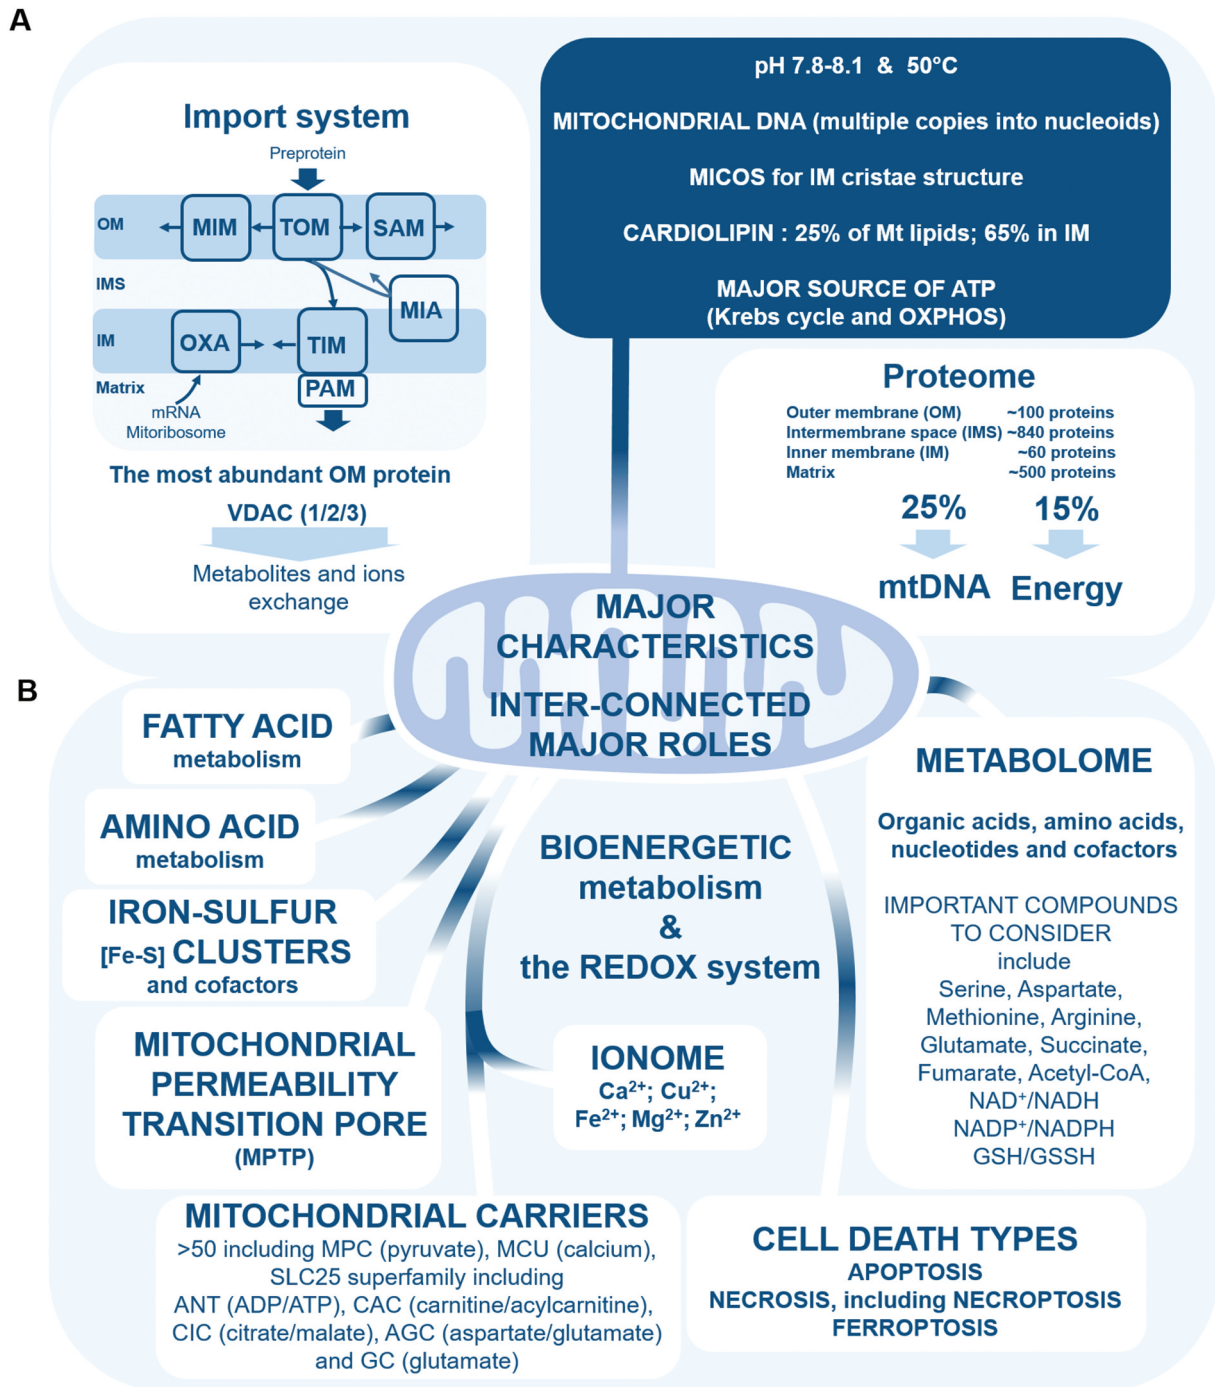 A
Import system
Preprotein
OM
MIM
TOM
SAM
IMS
MIA
IM
OXA
TIM
Matrix
PAM
mRNA
Mitoribosome
The most abundant OM protein
VDAC (1/2/3)
Metabolites and ions
exchange
pH 7.8-8.1 & 50°C
MITOCHONDRIAL DNA (multiple copies into nucleoids)
MICOS for IM cristae structure
CARDIOLIPIN : 25% of Mt lipids; 65% in IM
MAJOR SOURCE OF ATP
(Krebs cycle and OXPHOS)
Proteome
Outer membrane (OM) ~100 proteins
Intermembrane space (IMS) ~840 proteins
Inner membrane (IM) ~60 proteins
Matrix ~500 proteins
25% 15%
mtDNA Energy
MAJOR
CHARACTERISTICS
INTER-CONNECTED
MAJOR ROLES
B
FATTY ACID
metabolism
AMINO ACID
metabolism
IRON-SULFUR
[Fe-S] CLUSTERS
and cofactors
MITOCHONDRIAL
PERMEABILITY
TRANSITION PORE
(MPTP)
BIOENERGETIC
metabolism
&
the REDOX system
IONOME
Ca²⁺; Cu²⁺;
Fe²⁺; Mg²⁺; Zn²⁺
METABOLOME
Organic acids, amino acids,
nucleotides and cofactors
IMPORTANT COMPOUNDS
TO CONSIDER
include
Serine, Aspartate,
Methionine, Arginine,
Glutamate, Succinate,
Fumarate, Acetyl-CoA,
NAD⁺/NADH
NADP⁺/NADPH
GSH/GSSH
MITOCHONDRIAL CARRIERS
>50 including MPC (pyruvate), MCU (calcium),
SLC25 superfamily including
ANT (ADP/ATP), CAC (carnitine/acylcarnitine),
CIC (citrate/malate), AGC (aspartate/glutamate)
and GC (glutamate)
CELL DEATH TYPES
APOPTOSIS
NECROSIS, including NECROPTOSIS
FERROPTOSIS